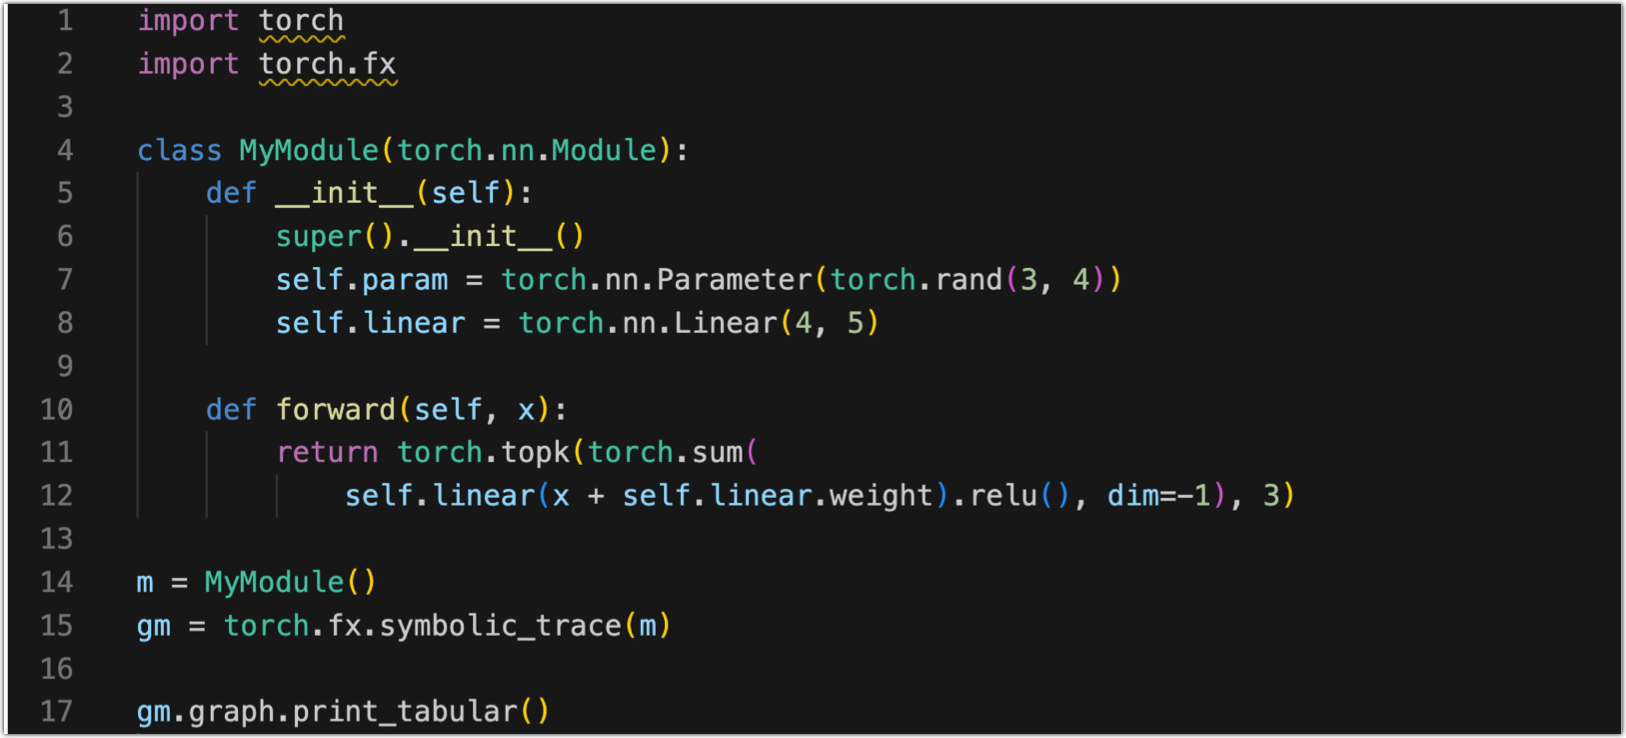 1 import torch
2 import torch.fx
3
4 class MyModule(torch.nn.Module):
5     def __init__(self):
6         super().__init__()
7         self.param = torch.nn.Parameter(torch.rand(3, 4))
8         self.linear = torch.nn.Linear(4, 5)
9
10     def forward(self, x):
11         return torch.topk(torch.sum(
12             self.linear(x + self.linear.weight).relu(), dim=-1), 3)
13
14 m = MyModule()
15 gm = torch.fx.symbolic_trace(m)
16
17 gm.graph.print_tabular()